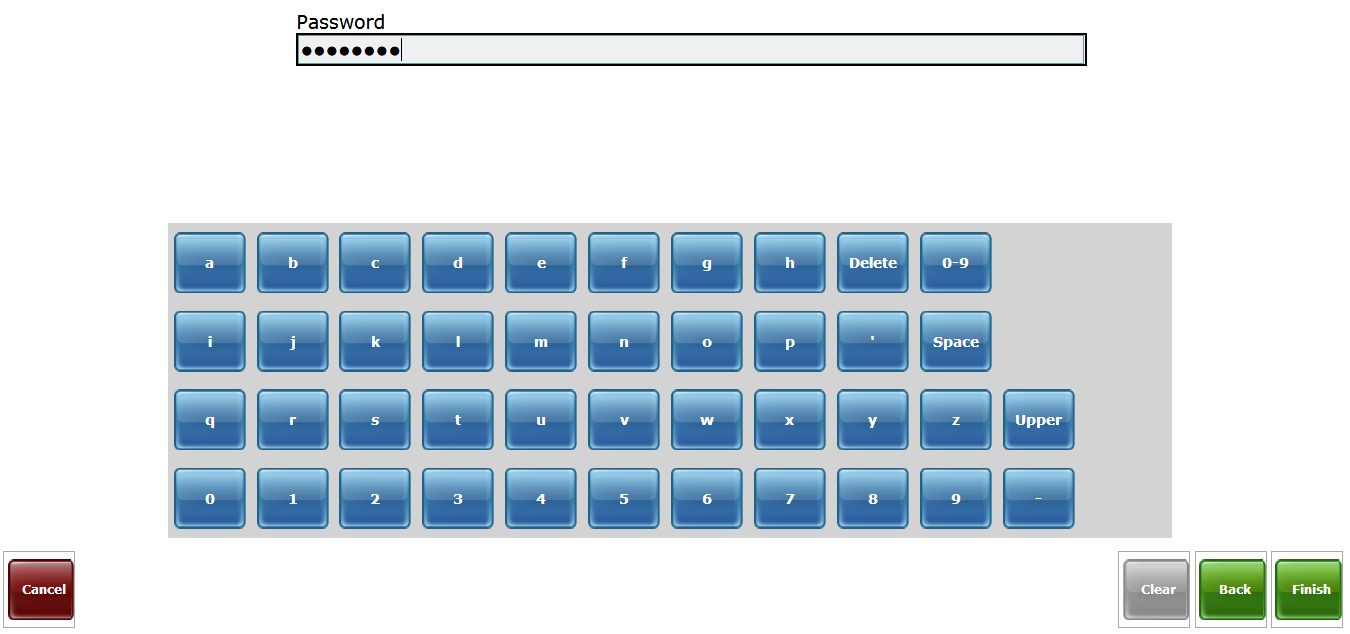 Password
●●●●●●●●
a b c d e f g h Delete 0-9
i j k l m n o p ' Space
q r s t u v w x y z Upper
0 1 2 3 4 5 6 7 8 9 -
Cancel Clear Back Finish